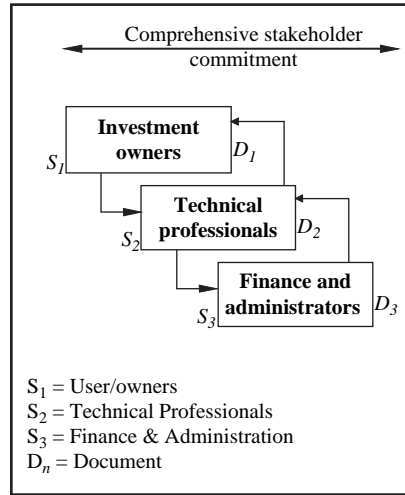 Comprehensive stakeholder
commitment
Investment
owners
S1
D1
Technical
professionals
S2
D2
Finance and
administrators
S3
D3
S1 = User/owners
S2 = Technical Professionals
S3 = Finance & Administration
Dn = Document